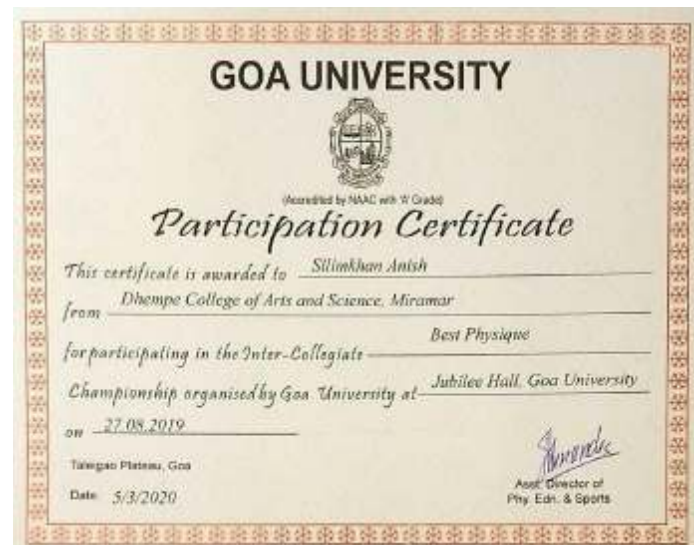 GOA UNIVERSITY
(Accredited by NAAC with 'A' Grade)
Participation Certificate
This certificate is awarded to Silimkhan Anish
from Dhempe College of Arts and Science, Miramar
for participating in the Inter-Collegiate Best Physique
Championship organised by Goa University at Jubilee Hall, Goa University
on 27.08.2019
Taleigao Plateau, Goa
Date 5/3/2020
Asst. Director of
Phy. Edn. & Sports